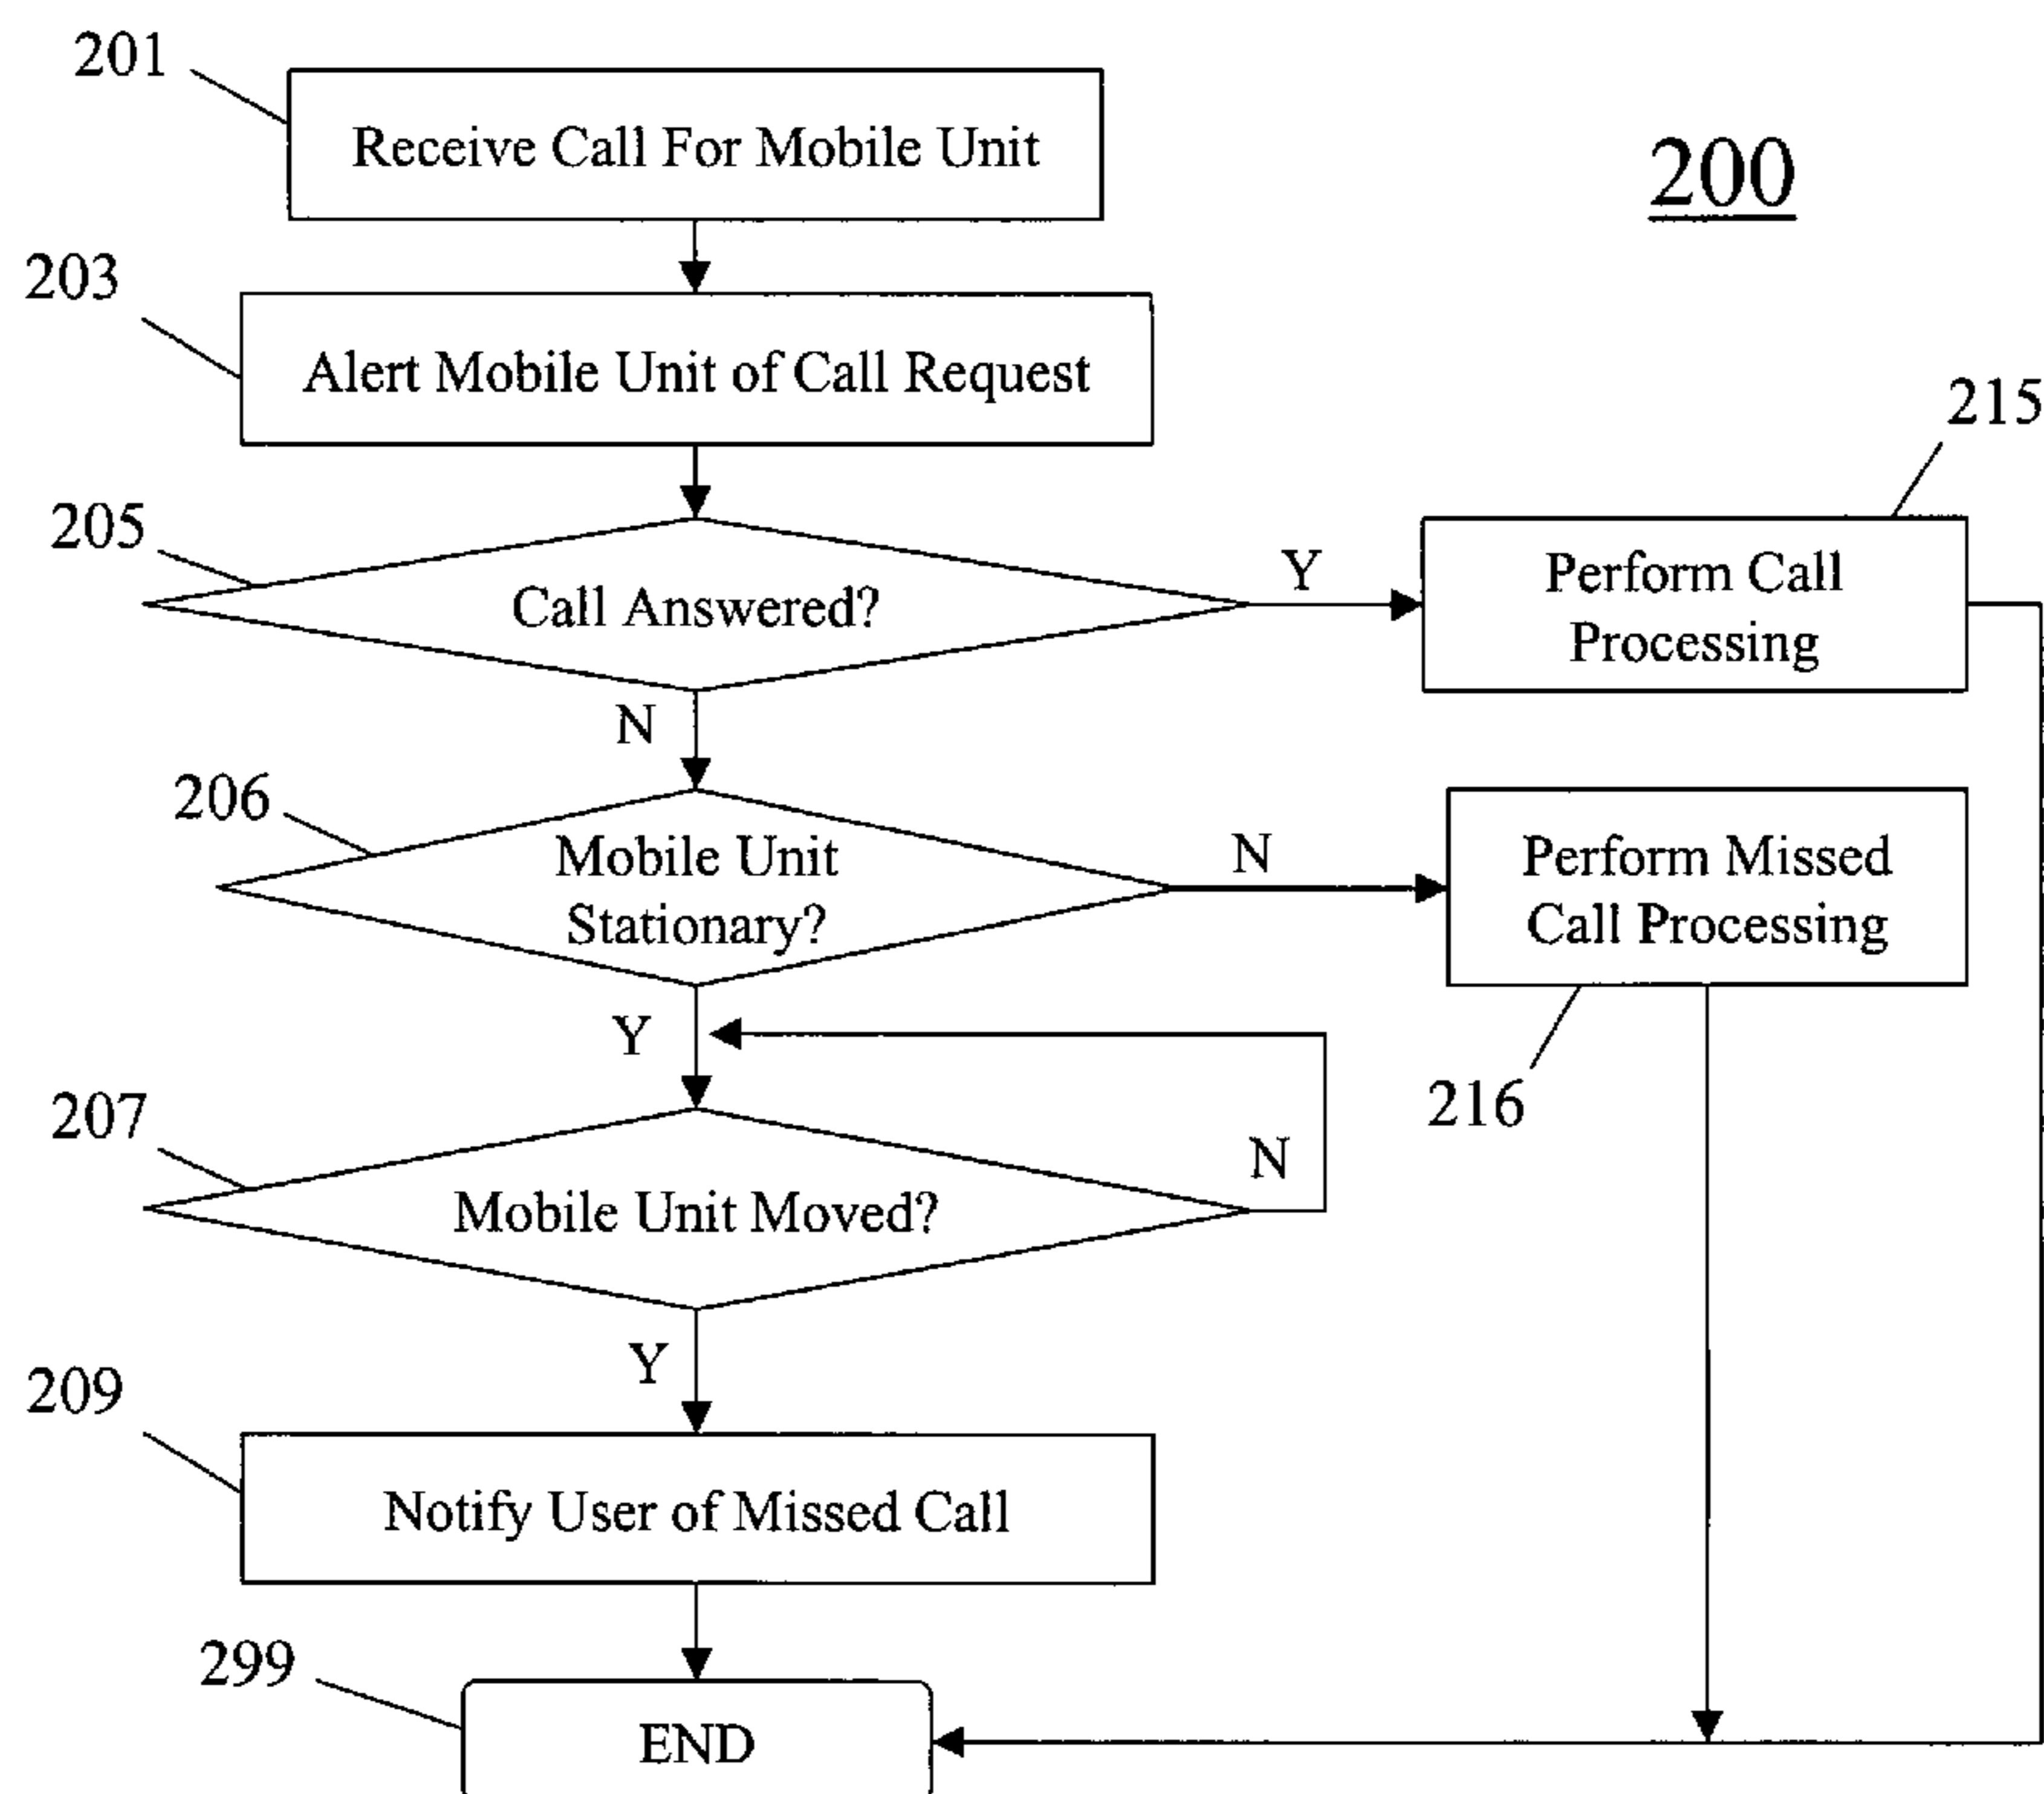 201
Receive Call For Mobile Unit
200
203
Alert Mobile Unit of Call Request
215
205
Call Answered?
Y
Perform Call
Processing
N
206
Mobile Unit
Stationary?
N
Perform Missed
Call Processing
Y
216
207
Mobile Unit Moved?
N
Y
209
Notify User of Missed Call
299
END